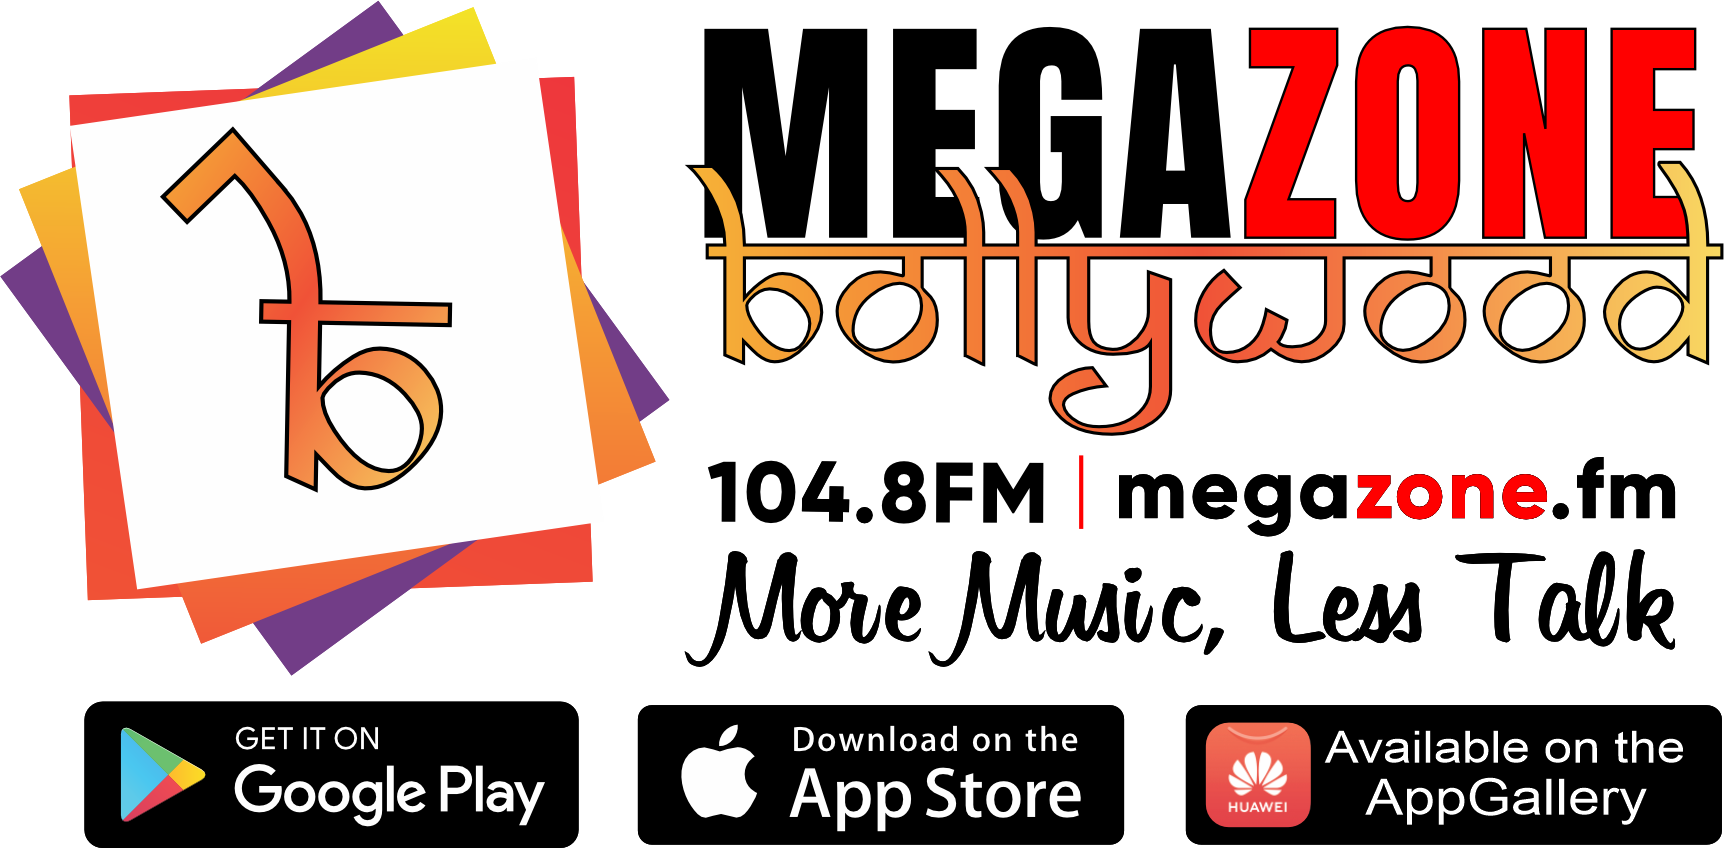 MEGAZONE
bollywood
104.8FM | megazone.fm
More Music, Less Talk
GET IT ON
Google Play
Download on the
App Store
HUAWEI
Available on the
AppGallery